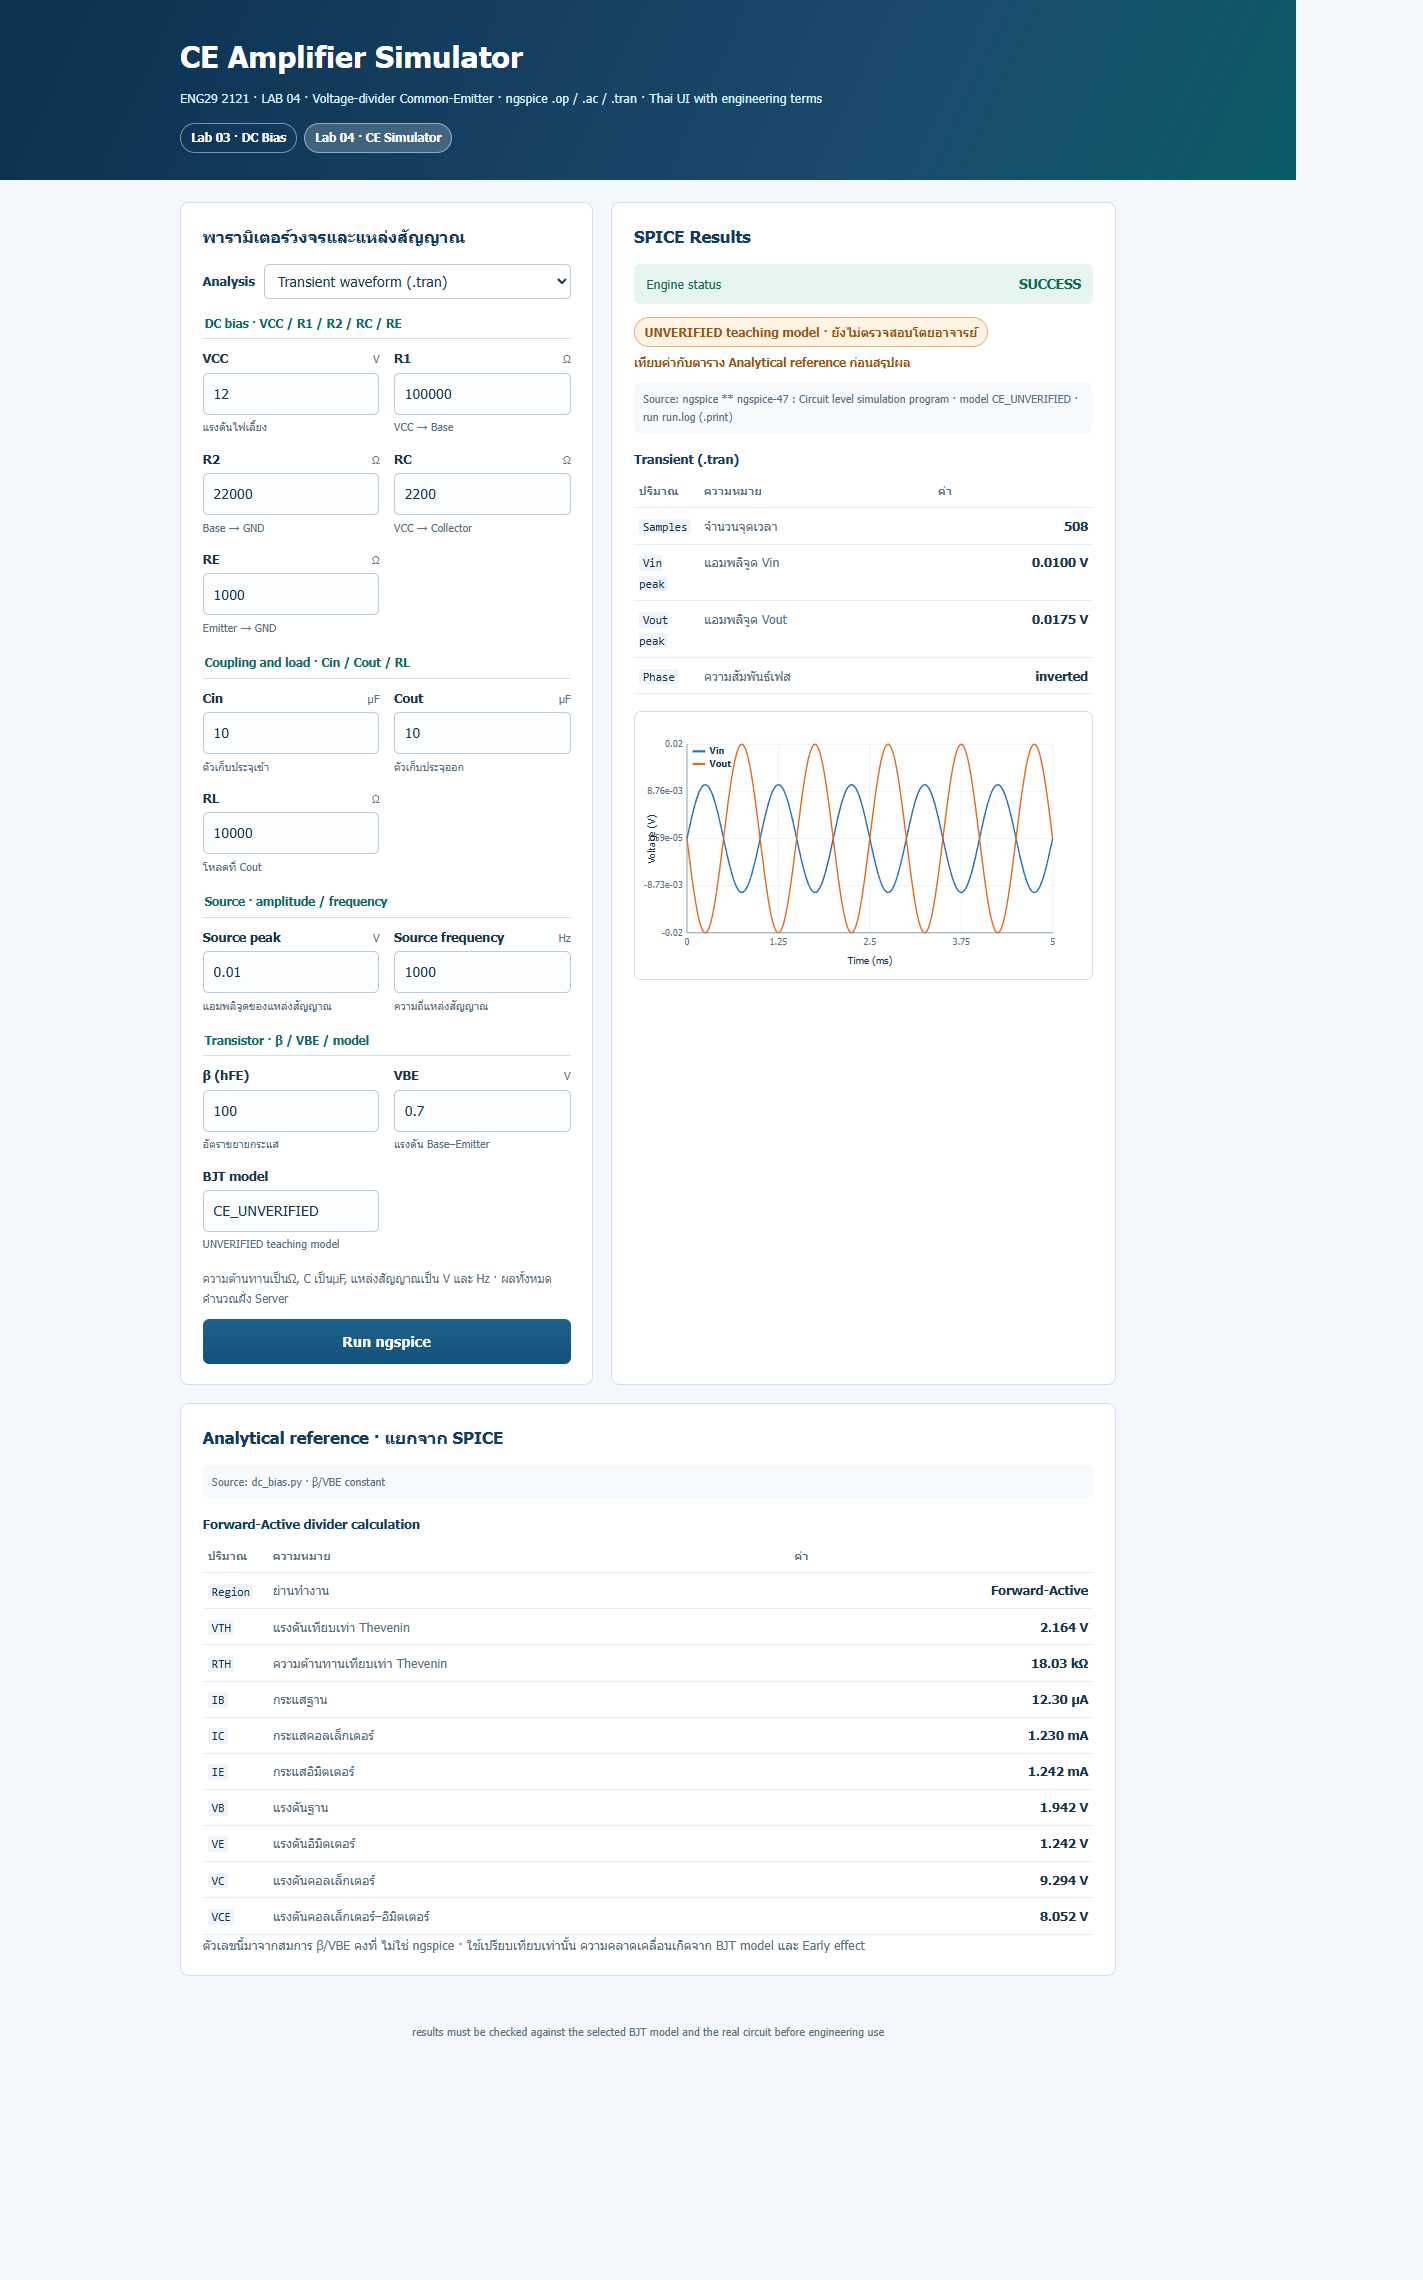 CE Amplifier Simulator
ENG29 2121 · LAB 04 · Voltage-divider Common-Emitter · ngspice .op / .ac / .tran · Thai UI with engineering terms
Lab 03 · DC Bias
Lab 04 · CE Simulator
พารามิเตอร์วงจรและแหล่งสัญญาณ
Analysis
Transient waveform (.tran)
DC bias · VCC / R1 / R2 / RC / RE
VCC V
R1 Ω
12
100000
แรงดันไฟเลี้ยง
VCC → Base
R2 Ω
RC Ω
22000
2200
Base → GND
VCC → Collector
RE Ω
1000
Emitter → GND
Coupling and load · Cin / Cout / RL
Cin µF
Cout µF
10
10
ตัวเก็บประจุเข้า
ตัวเก็บประจุออก
RL Ω
10000
โหลดที่ Cout
Source · amplitude / frequency
Source peak V
Source frequency Hz
0.01
1000
แอมพลิจูดของแหล่งสัญญาณ
ความถี่แหล่งสัญญาณ
Transistor · β / VBE / model
β (hFE)
VBE V
100
0.7
อัตราขยายกระแส
แรงดัน Base–Emitter
BJT model
CE_UNVERIFIED
UNVERIFIED teaching model
ความต้านทานเป็นΩ, C เป็นµF, แหล่งสัญญาณเป็น V และ Hz · ผลทั้งหมด
คำนวณฝั่ง Server
Run ngspice
SPICE Results
Engine status SUCCESS
UNVERIFIED teaching model · ยังไม่ตรวจสอบโดยอาจารย์
เทียบค่ากับตาราง Analytical reference ก่อนสรุปผล
Source: ngspice ** ngspice-47 : Circuit level simulation program · model CE_UNVERIFIED ·
run run.log (.print)
Transient (.tran)
ปริมาณ ความหมาย ค่า
Samples จำนวนจุดเวลา 508
Vin peak แอมพลิจูด Vin 0.0100 V
Vout peak แอมพลิจูด Vout 0.0175 V
Phase ความสัมพันธ์เฟส inverted
Vin
Vout
0.02
8.76e-03
-8.73e-03
-0.02
Voltage (V)
0 1.25 2.5 3.75 5
Time (ms)
Analytical reference · แยกจาก SPICE
Source: dc_bias.py · β/VBE constant
Forward-Active divider calculation
ปริมาณ ความหมาย ค่า
Region ย่านทำงาน Forward-Active
VTH แรงดันเทียบเท่า Thevenin 2.164 V
RTH ความต้านทานเทียบเท่า Thevenin 18.03 kΩ
IB กระแสฐาน 12.30 µA
IC กระแสคอลเล็กเตอร์ 1.230 mA
IE กระแสอิมิตเตอร์ 1.242 mA
VB แรงดันฐาน 1.942 V
VE แรงดันอิมิตเตอร์ 1.242 V
VC แรงดันคอลเล็กเตอร์ 9.294 V
VCE แรงดันคอลเล็กเตอร์–อิมิตเตอร์ 8.052 V
ตัวเลขนี้มาจากสมการ β/VBE คงที่ ไม่ใช่ ngspice · ใช้เปรียบเทียบเท่านั้น ความคลาดเคลื่อนเกิดจาก BJT model และ Early effect
results must be checked against the selected BJT model and the real circuit before engineering use